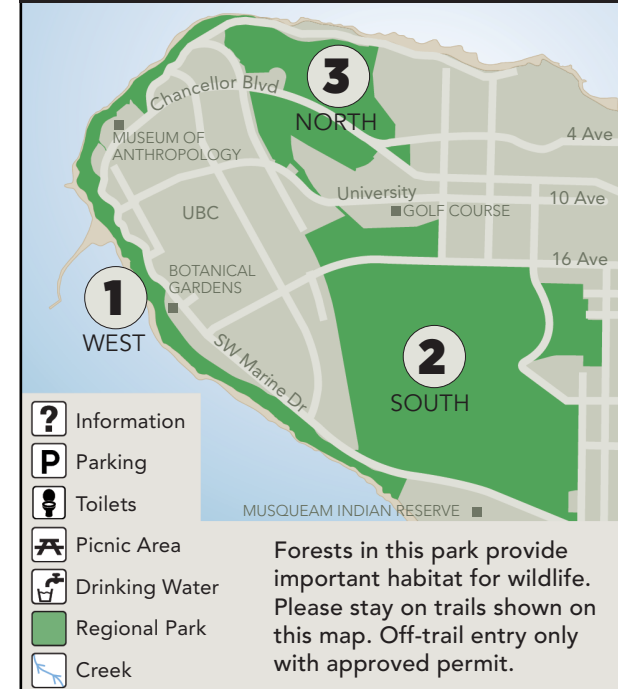 3
NORTH
Chancellor Blvd
MUSEUM OF
ANTHROPOLOGY
4 Ave
University
10 Ave
GOLF COURSE
UBC
16 Ave
BOTANICAL
GARDENS
1
WEST
SW Marine Dr
2
SOUTH
MUSQUEAM INDIAN RESERVE
? Information
P Parking
Toilets
Picnic Area
Drinking Water
Regional Park
Creek
Forests in this park provide
important habitat for wildlife.
Please stay on trails shown on
this map. Off-trail entry only
with approved permit.